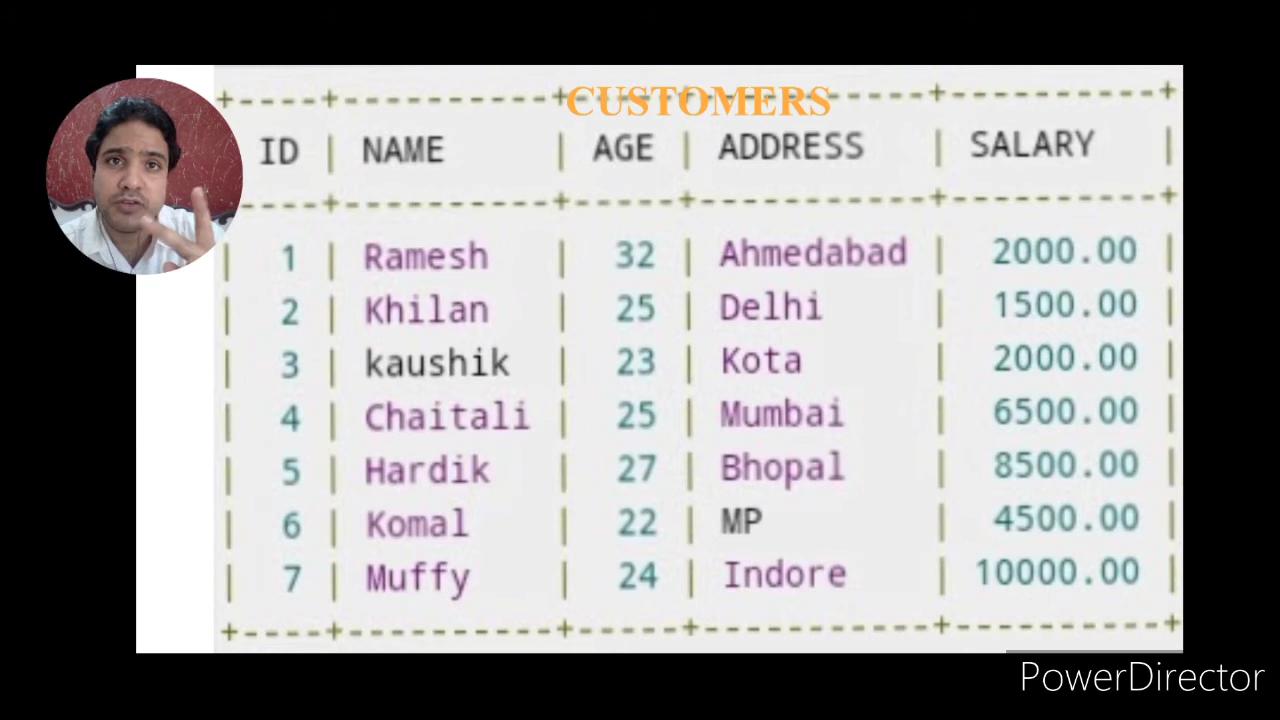 CUSTOMERS
ID | NAME | AGE | ADDRESS | SALARY |
| 1 | Ramesh | 32 | Ahmedabad | 2000.00 |
| 2 | Khilan | 25 | Delhi | 1500.00 |
| 3 | kaushik | 23 | Kota | 2000.00 |
| 4 | Chaitali | 25 | Mumbai | 6500.00 |
| 5 | Hardik | 27 | Bhopal | 8500.00 |
| 6 | Komal | 22 | MP | 4500.00 |
| 7 | Muffy | 24 | Indore | 10000.00 |
PowerDirector